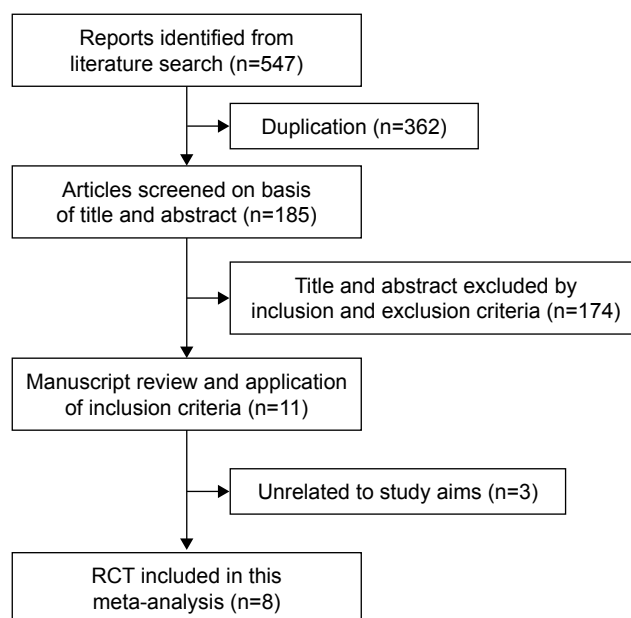 Reports identified from
literature search (n=547)
Duplication (n=362)
Articles screened on basis
of title and abstract (n=185)
Title and abstract excluded by
inclusion and exclusion criteria (n=174)
Manuscript review and application
of inclusion criteria (n=11)
Unrelated to study aims (n=3)
RCT included in this
meta-analysis (n=8)